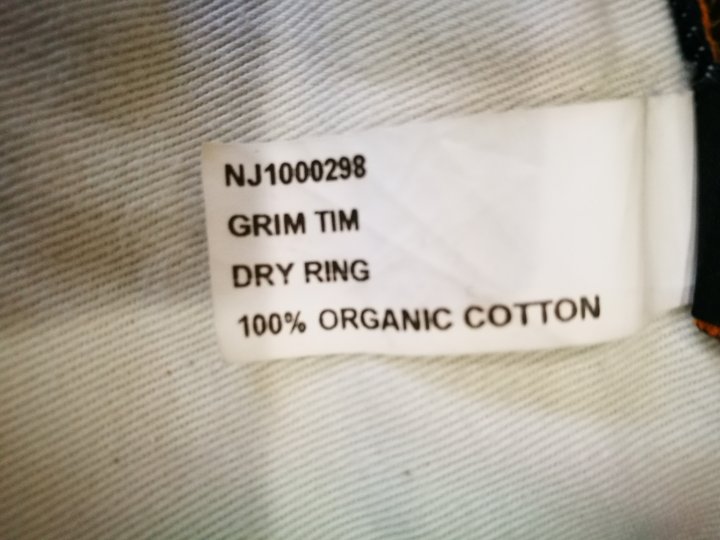 NJ1000298
GRIM TIM
DRY RING
100% ORGANIC COTTON